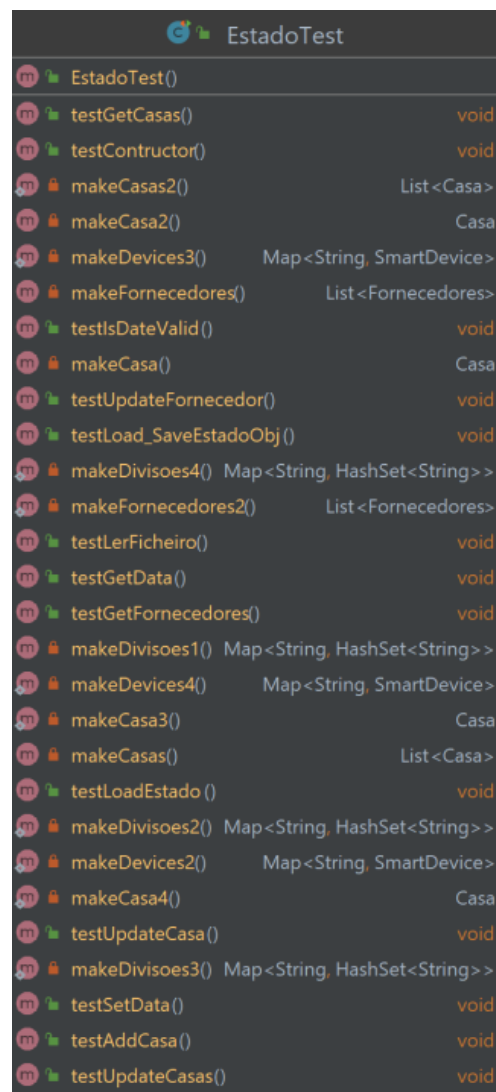 EstadoTest
EstadoTest()
testGetCasas() void
testContructor() void
makeCasas2() List<Casa>
makeCasa2() Casa
makeDevices3() Map<String, SmartDevice>
makeFornecedores() List<Fornecedores>
testIsDateValid() void
makeCasa() Casa
testUpdateFornecedor() void
testLoad_SaveEstadoObj() void
makeDivisoes4() Map<String, HashSet<String>>
makeFornecedores2() List<Fornecedores>
testLerFicheiro() void
testGetData() void
testGetFornecedores() void
makeDivisoes1() Map<String, HashSet<String>>
makeDevices4() Map<String, SmartDevice>
makeCasa3() Casa
makeCasas() List<Casa>
testLoadEstado() void
makeDivisoes2() Map<String, HashSet<String>>
makeDevices2() Map<String, SmartDevice>
makeCasa4() Casa
testUpdateCasa() void
makeDivisoes3() Map<String, HashSet<String>>
testSetData() void
testAddCasa() void
testUpdateCasas() void